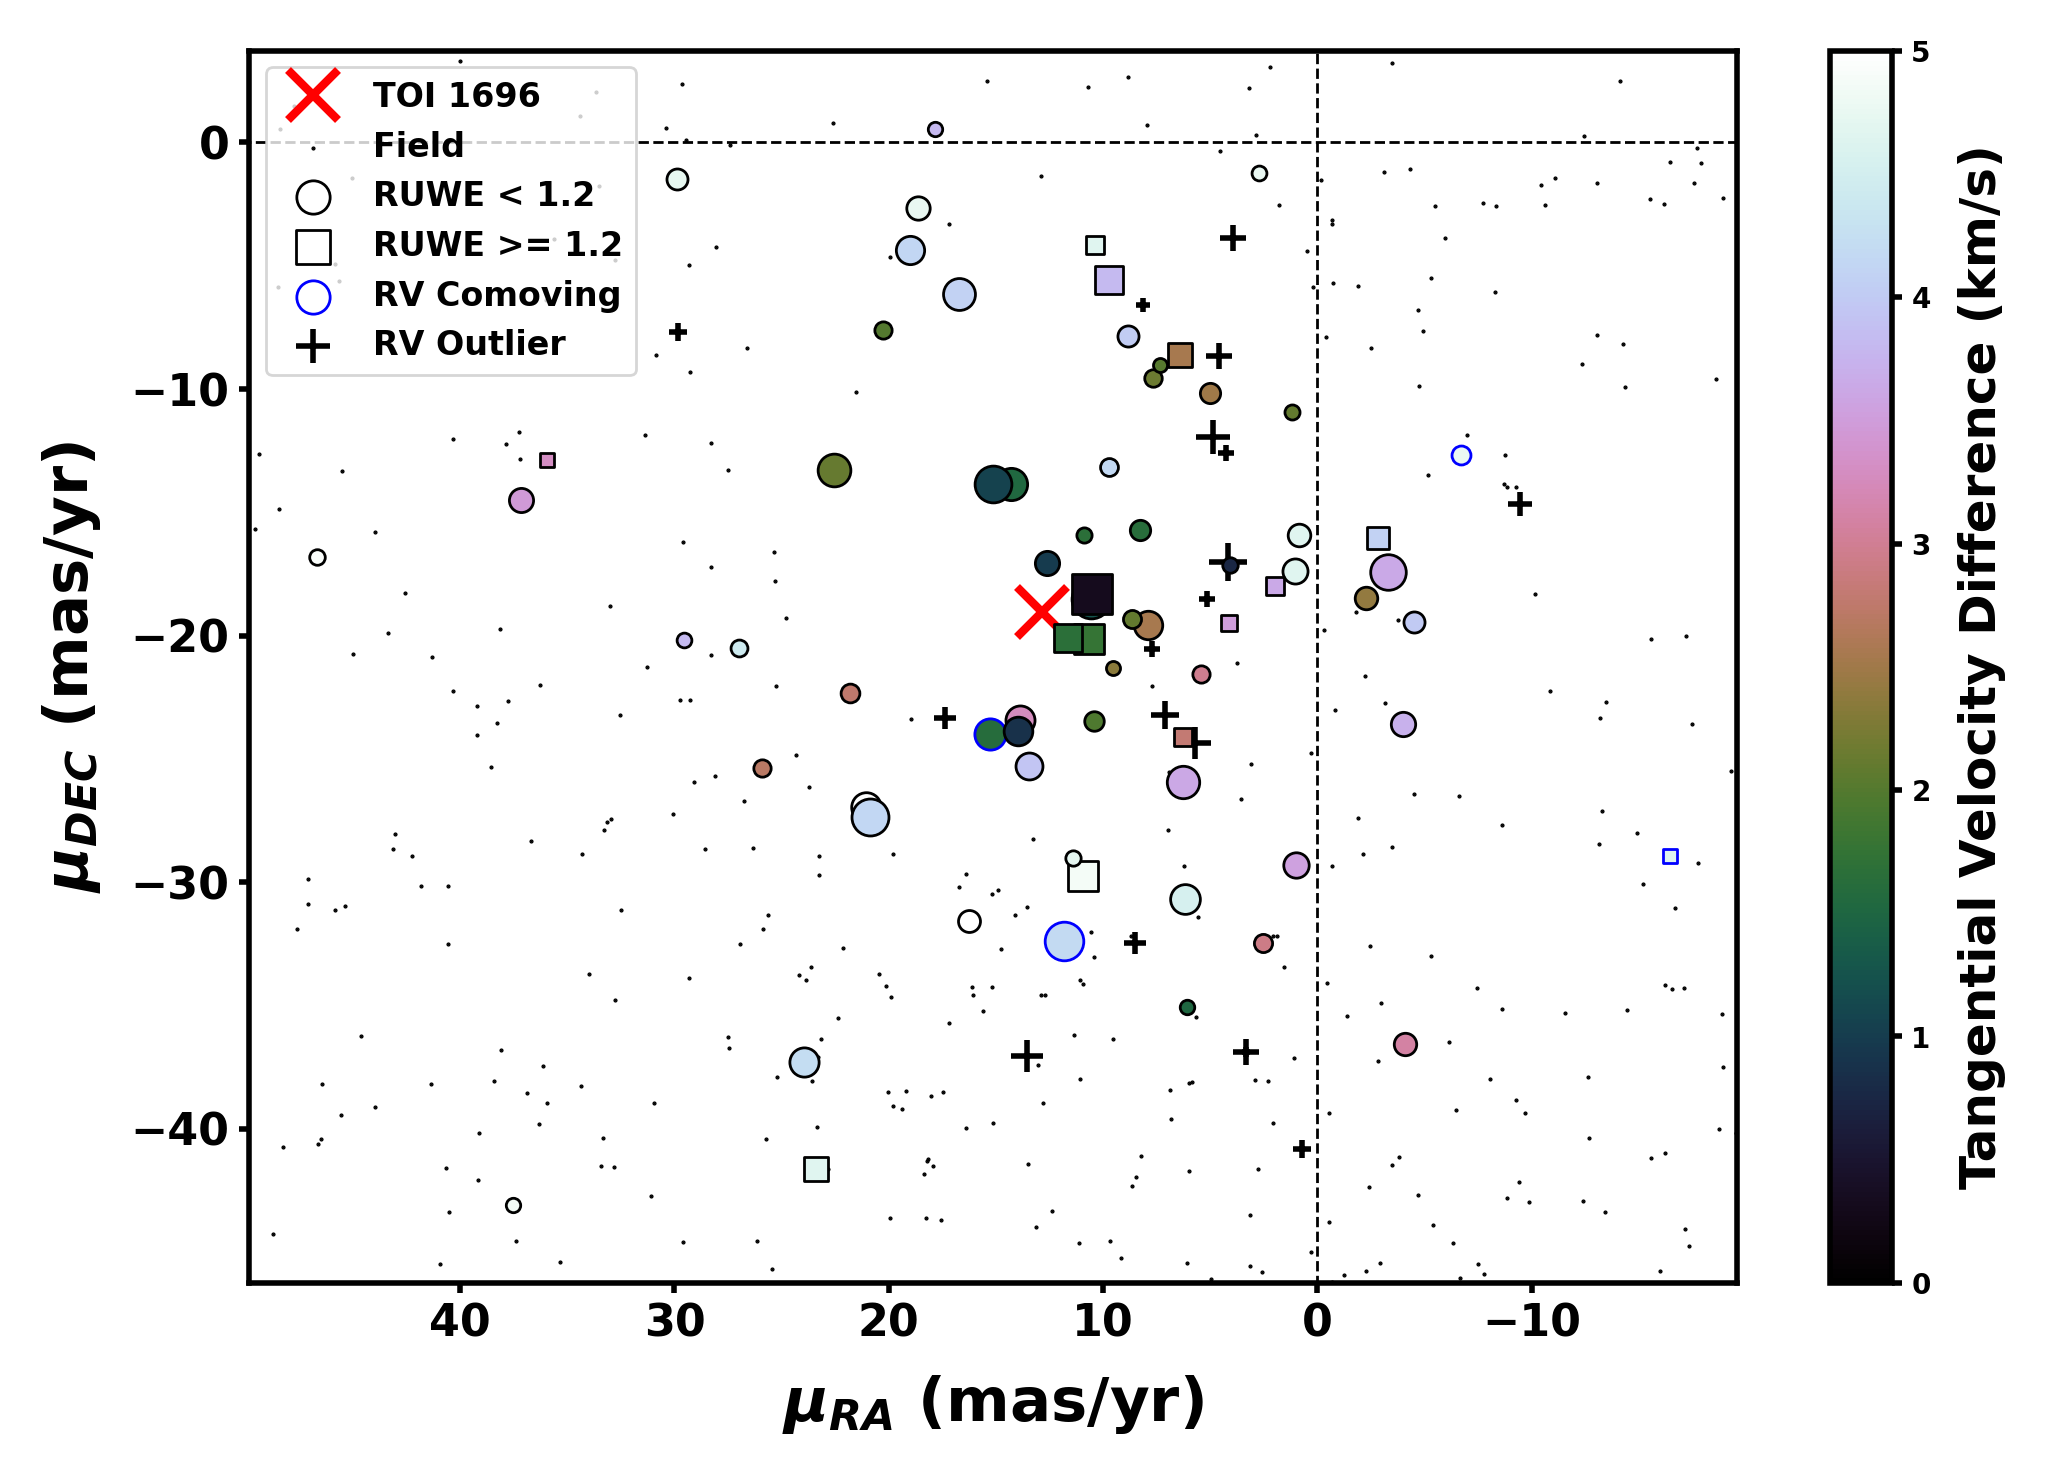 TOI 1696
Field
RUWE < 1.2
RUWE >= 1.2
RV Comoving
RV Outlier
0
−10
−20
−30
−40
μDEC (mas/yr)
40 30 20 10 0 −10
μRA (mas/yr)
5
4
3
2
1
0
Tangential Velocity Difference (km/s)